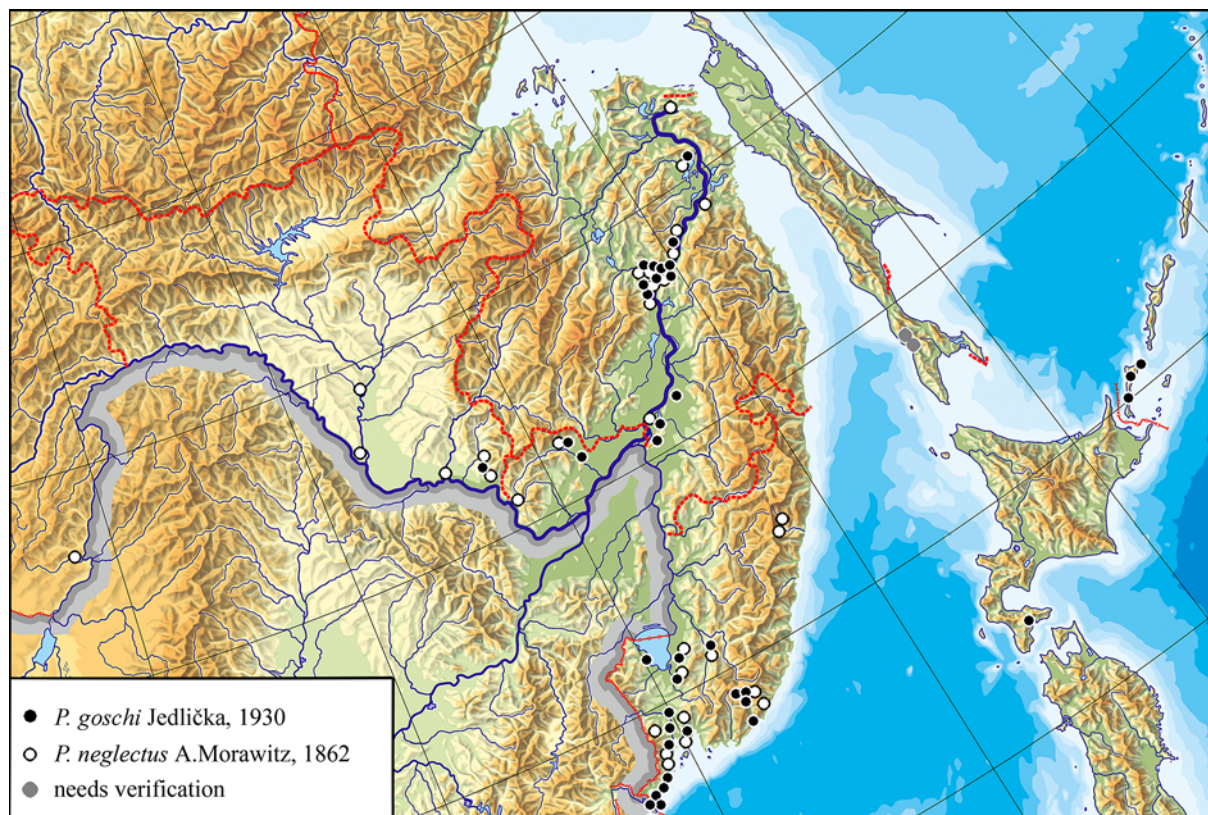 P. goschi Jedlička, 1930
P. neglectus A.Morawitz, 1862
needs verification